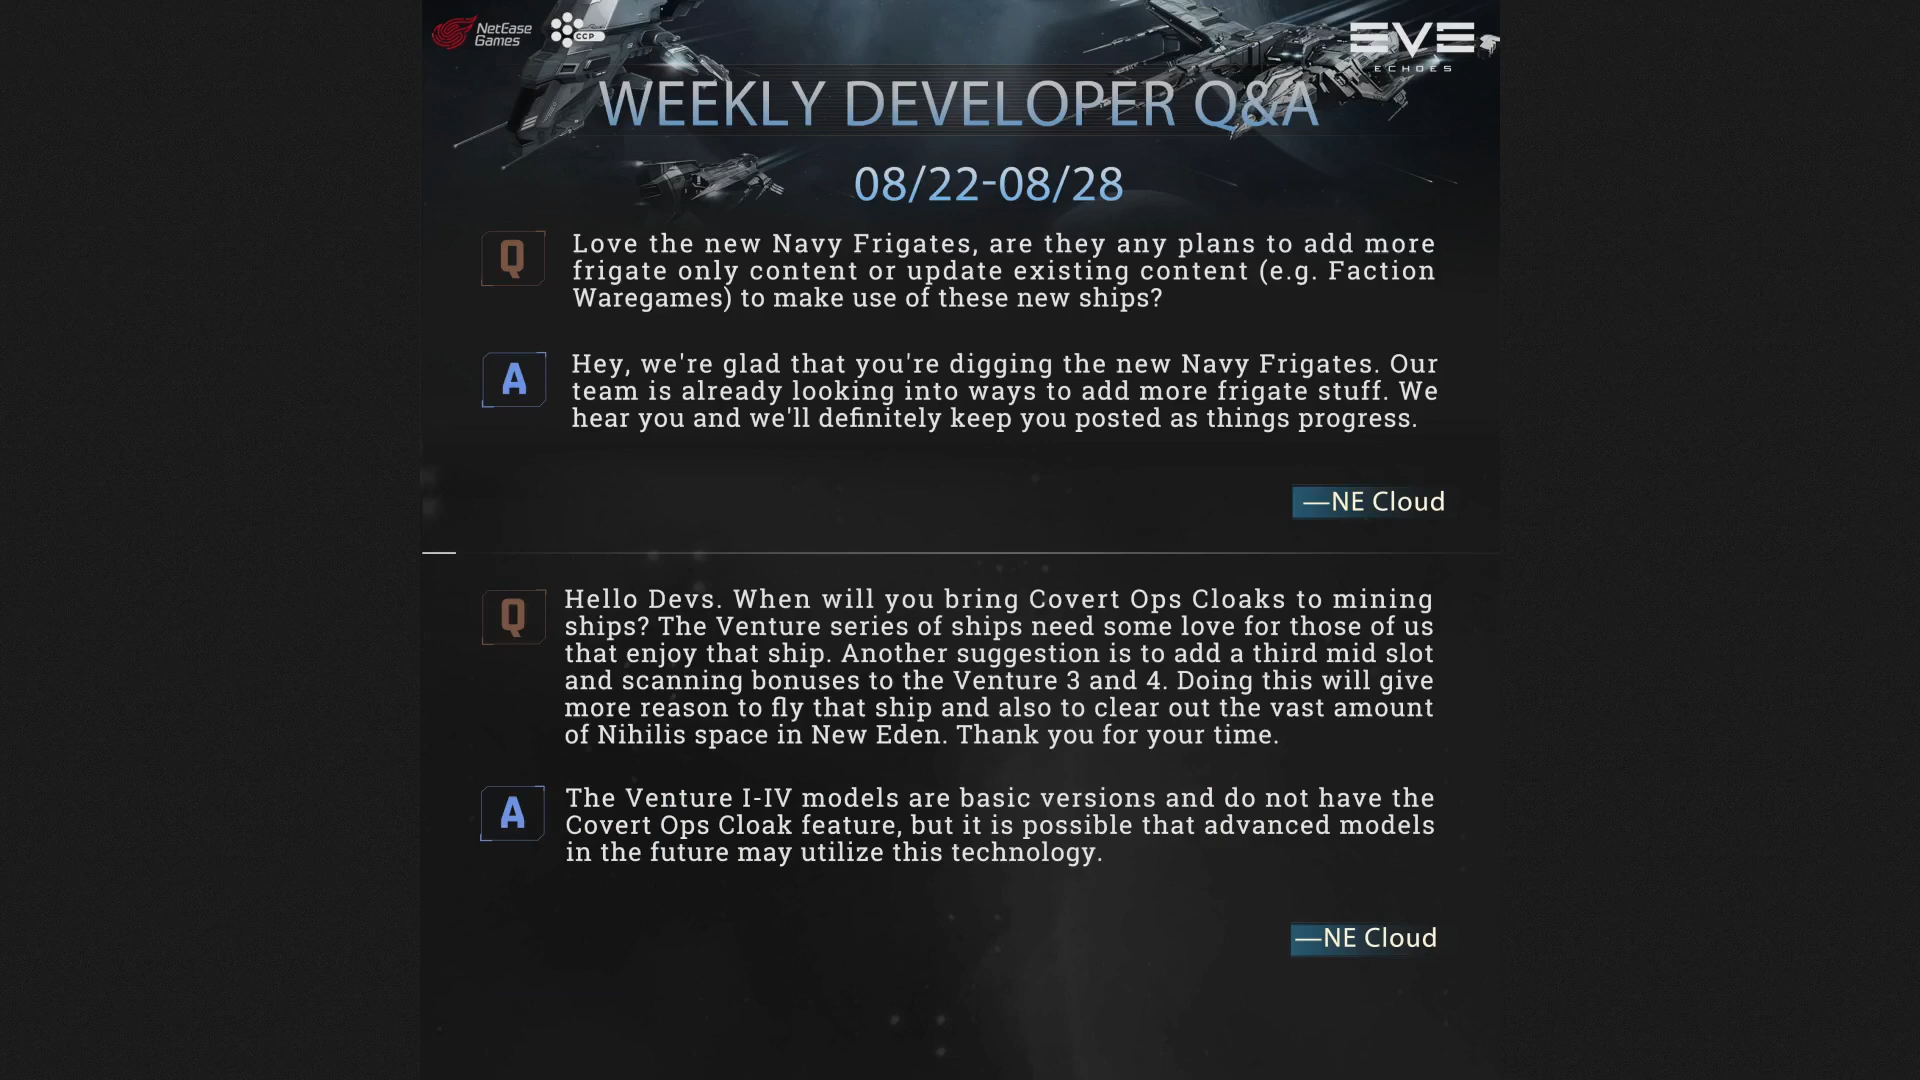 NetEase
Games
CCP
EVE
ECHOES
WEEKLY DEVELOPER Q&A
08/22-08/28
Q
Love the new Navy Frigates, are they any plans to add more
frigate only content or update existing content (e.g. Faction
Waregames) to make use of these new ships?
A
Hey, we're glad that you're digging the new Navy Frigates. Our
team is already looking into ways to add more frigate stuff. We
hear you and we'll definitely keep you posted as things progress.
—NE Cloud
Q
Hello Devs. When will you bring Covert Ops Cloaks to mining
ships? The Venture series of ships need some love for those of us
that enjoy that ship. Another suggestion is to add a third mid slot
and scanning bonuses to the Venture 3 and 4. Doing this will give
more reason to fly that ship and also to clear out the vast amount
of Nihilis space in New Eden. Thank you for your time.
A
The Venture I-IV models are basic versions and do not have the
Covert Ops Cloak feature, but it is possible that advanced models
in the future may utilize this technology.
—NE Cloud